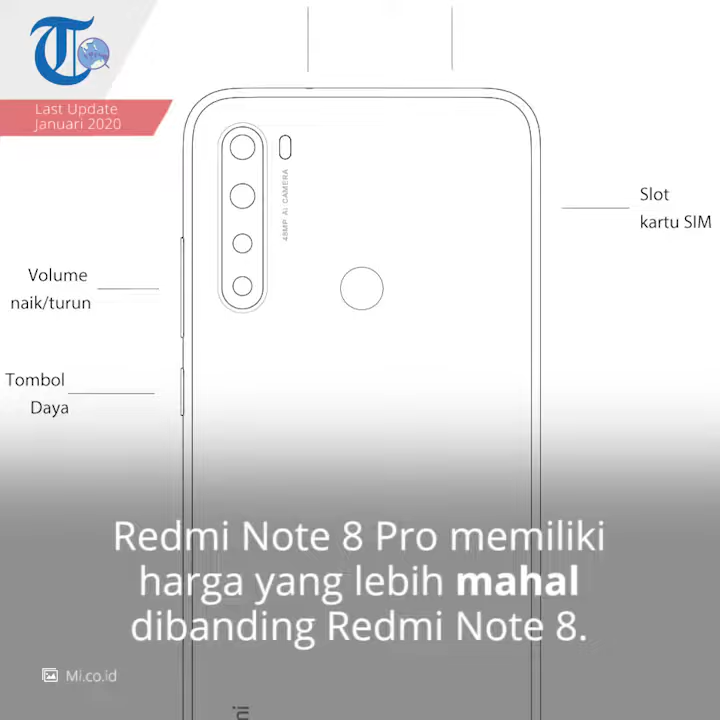 T
Last Update
Januari 2020
48MP Ai CAMERA
Slot
kartu SIM
Volume
naik/turun
Tombol
Daya
Redmi Note 8 Pro memiliki
harga yang lebih mahal
dibanding Redmi Note 8.
Mi.co.id